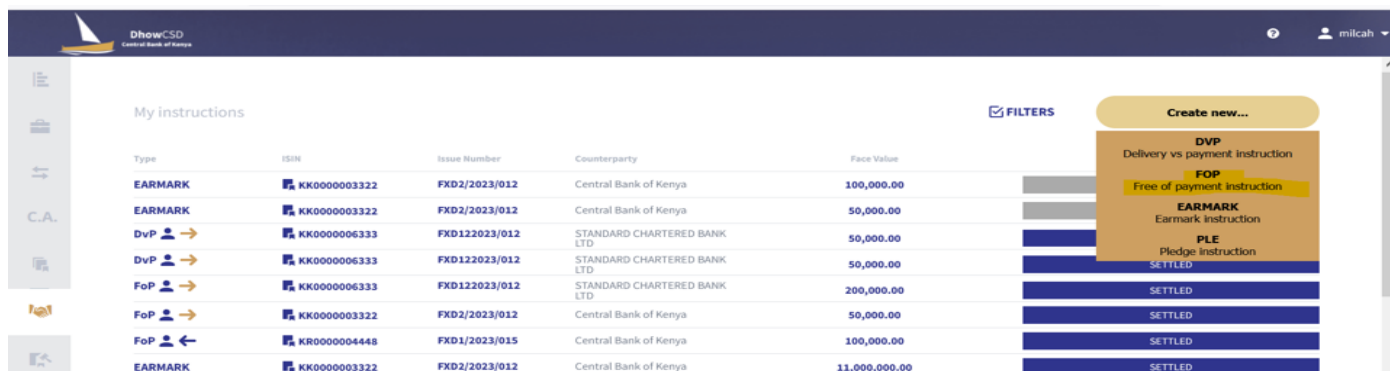 DhowCSD
Central Bank of Kenya
milcah
My instructions
FILTERS
Create new...
DVP
Delivery vs payment instruction
FOP
Free of payment instruction
EARMARK
Earmark instruction
PLE
Pledge instruction
Type ISIN Issue Number Counterparty Face Value
EARMARK KK0000003322 FXD2/2023/012 Central Bank of Kenya 100,000.00
EARMARK KK0000003322 FXD2/2023/012 Central Bank of Kenya 50,000.00
DvP KK0000006333 FXD122023/012 STANDARD CHARTERED BANK LTD 50,000.00
DvP KK0000006333 FXD122023/012 STANDARD CHARTERED BANK LTD 50,000.00 SETTLED
FoP KK0000006333 FXD122023/012 STANDARD CHARTERED BANK LTD 200,000.00 SETTLED
FoP KK0000003322 FXD2/2023/012 Central Bank of Kenya 50,000.00 SETTLED
FoP KR0000004448 FXD1/2023/015 Central Bank of Kenya 100,000.00 SETTLED
EARMARK KK0000003322 FXD2/2023/012 Central Bank of Kenya 11,000,000.00 SETTLED
C.A.